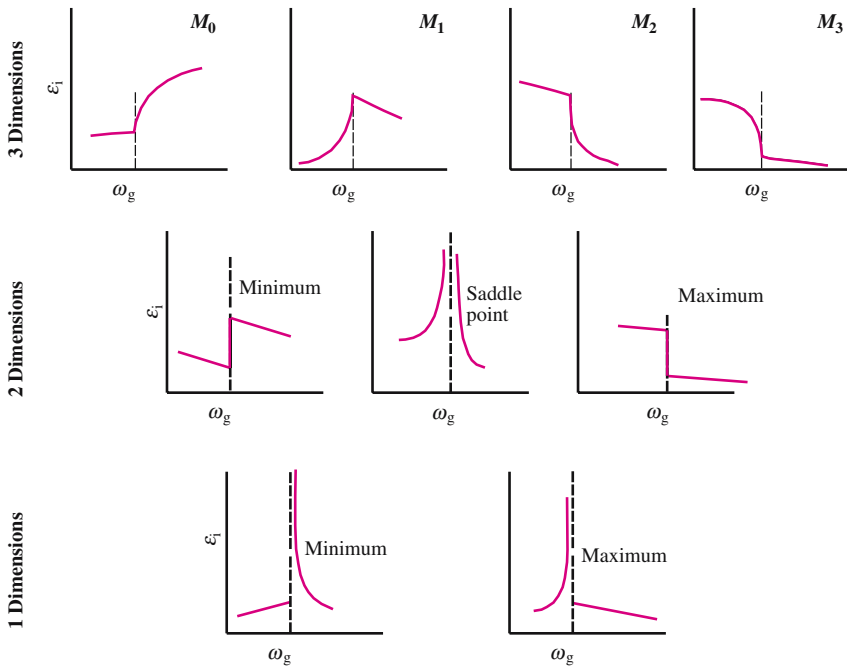 3 Dimensions
εi
M0
M1
M2
M3
ωg
ωg
ωg
ωg
2 Dimensions
εi
Minimum
Saddle
point
Maximum
ωg
ωg
ωg
1 Dimensions
εi
Minimum
Maximum
ωg
ωg